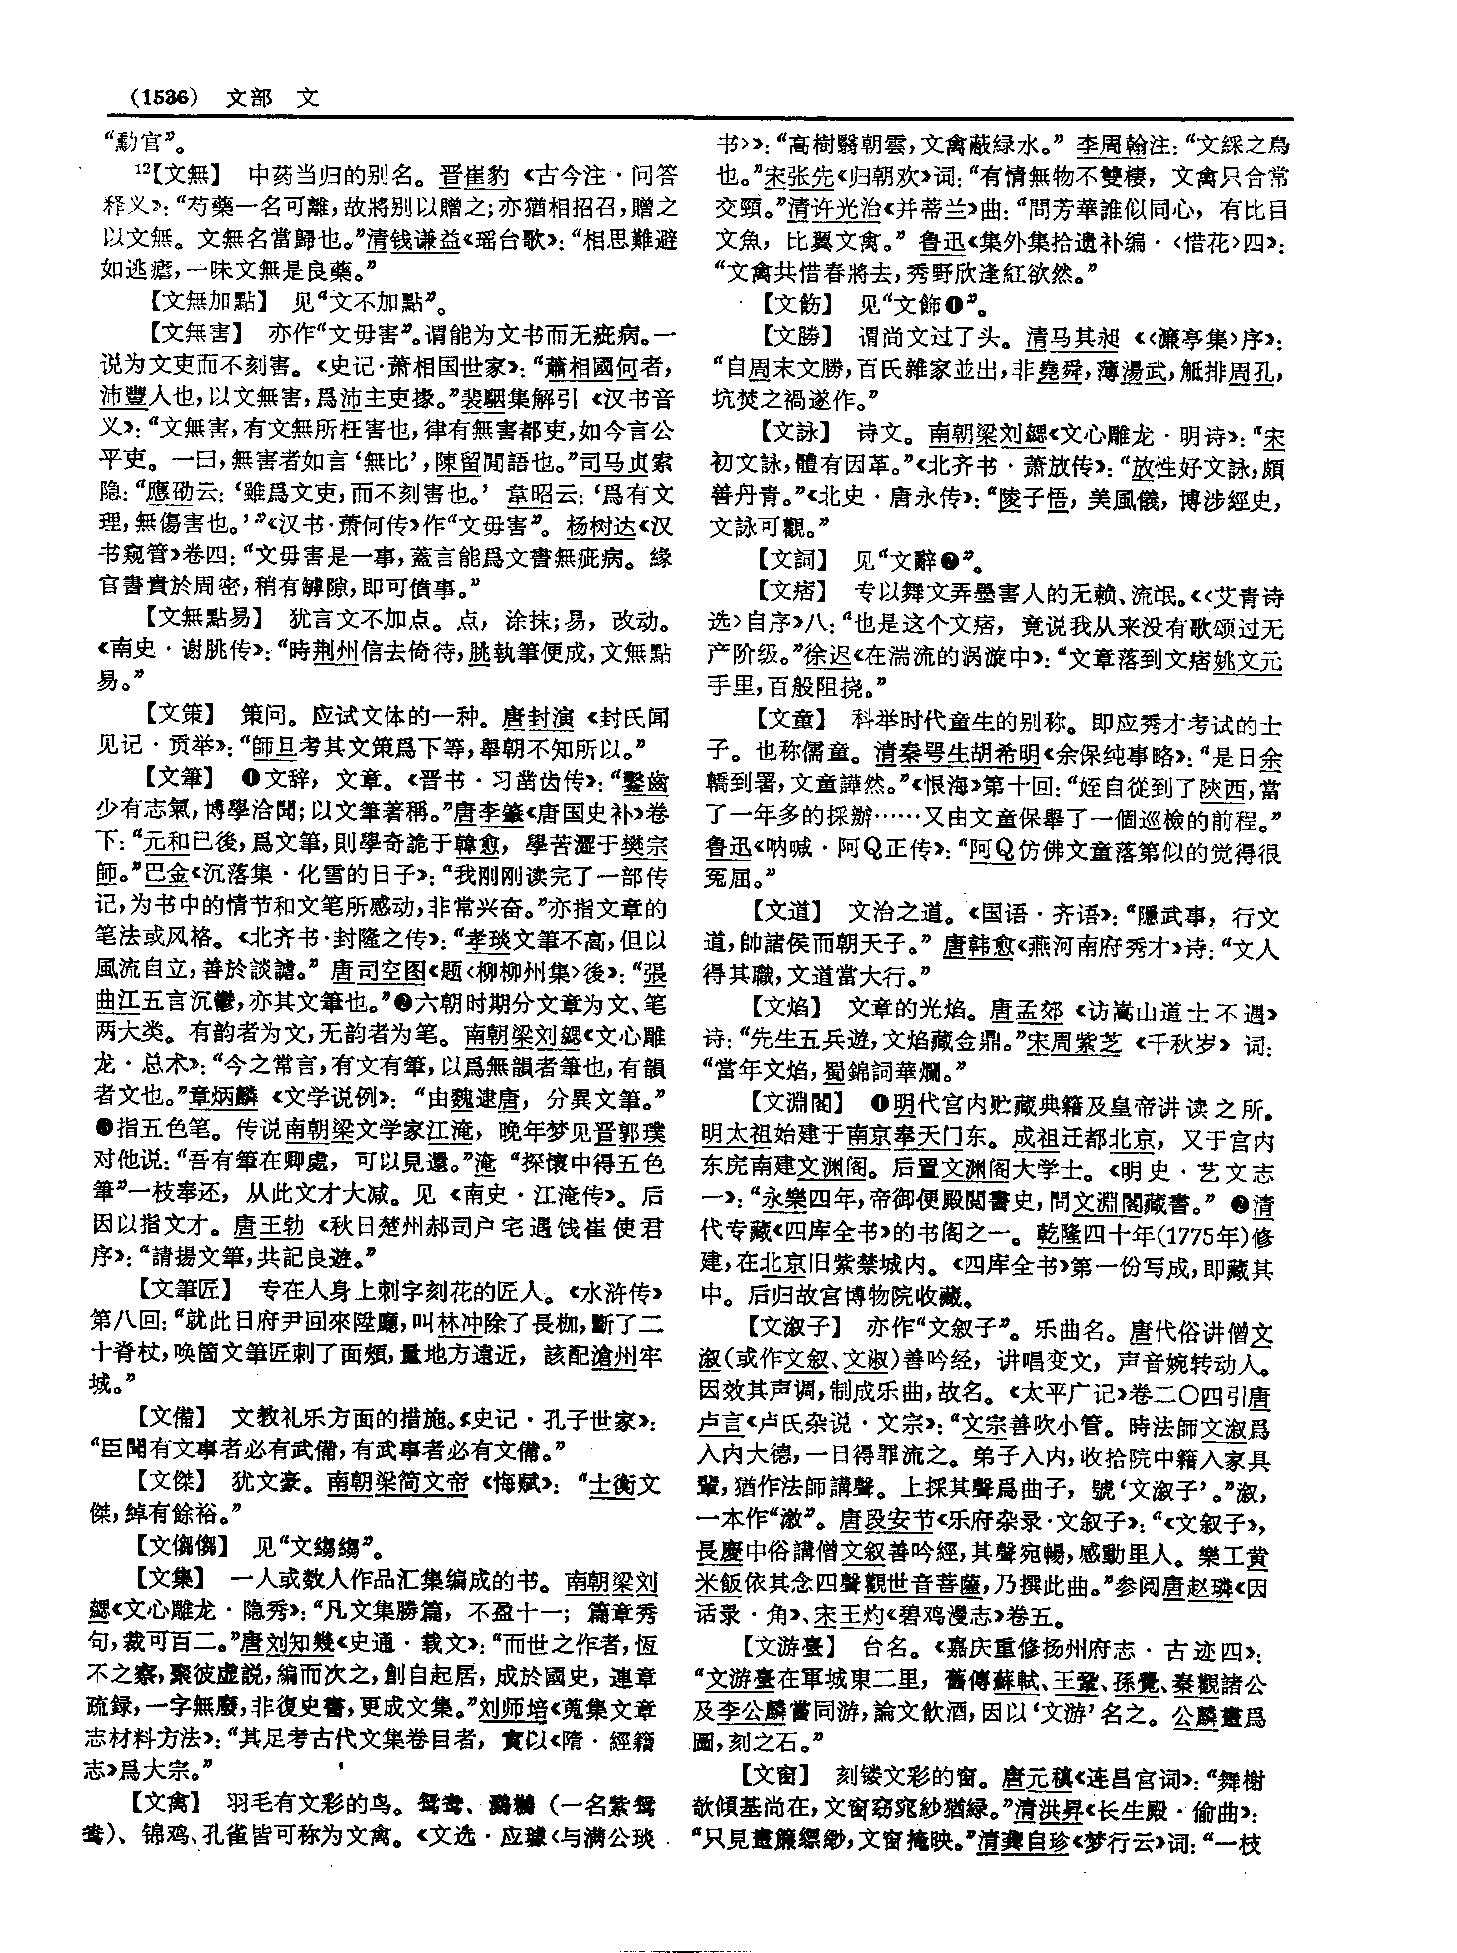 (1536) 文部 文
“勳官”。
12【文無】 中药当归的别名。晋崔豹《古今注·问答
释义》：“芍藥一名可離，故將别以贈之；亦猶相招召，贈之
以文無。文無名當歸也。”清钱谦益《瑶台歌》：“相思難避
如逃瘧，一味文無是良藥。”
【文無加點】 见“文不加點”。
【文無害】 亦作“文毋害”。谓能为文书而无疵病。一
说为文吏而不刻害。《史记·萧相国世家》：“蕭相國何者，
沛豐人也，以文無害，爲沛主吏掾。”裴駰集解引《汉书音
义》：“文無害，有文無所枉害也，律有無害都吏，如今言公
平吏。一曰，無害者如言‘無比’，陳留閒語也。”司马贞索
隐：“應劭云：‘雖爲文吏，而不刻害也。’韋昭云：‘爲有文
理，無傷害也。’”《汉书·萧何传》作“文毋害”。杨树达《汉
书窥管》卷四：“文毋害是一事，蓋言能爲文書無疵病。緣
官書貴於周密，稍有罅隙，即可僨事。”
【文無點易】 犹言文不加点。点，涂抹；易，改动。
《南史·谢朓传》：“時荆州信去倚待，朓執筆便成，文無點
易。”
【文策】 策问。应试文体的一种。唐封演《封氏闻
见记·贡举》：“師旦考其文策爲下等，舉朝不知所以。”
【文筆】 ❶文辞，文章。《晋书·习凿齿传》：“鑿齒
少有志氣，博學洽聞；以文筆著稱。”唐李肇《唐国史补》卷
下：“元和已後，爲文筆，則學奇詭于韓愈，學苦澀于樊宗
師。”巴金《沉落集·化雪的日子》：“我刚刚读完了一部传
记，为书中的情节和文笔所感动，非常兴奋。”亦指文章的
笔法或风格。《北齐书·封隆之传》：“孝琰文筆不高，但以
風流自立，善於談謔。”唐司空图《题〈柳柳州集〉後》：“張
曲江五言沉鬱，亦其文筆也。”❷六朝时期分文章为文、笔
两大类。有韵者为文，无韵者为笔。南朝梁刘勰《文心雕
龙·总术》：“今之常言，有文有筆，以爲無韻者筆也，有韻
者文也。”章炳麟《文学说例》：“由魏逮唐，分異文筆。”
❸指五色笔。传说南朝梁文学家江淹，晚年梦见晋郭璞
对他说：“吾有筆在卿處，可以見還。”淹“探懷中得五色
筆”一枝奉还，从此文才大减。见《南史·江淹传》。后
因以指文才。唐王勃《秋日楚州郝司户宅遇饯崔使君
序》：“請揚文筆，共記良遊。”
【文筆匠】 专在人身上刺字刻花的匠人。《水浒传》
第八回：“就此日府尹回來陞廳，叫林冲除了長枷，斷了二
十脊杖，唤箇文筆匠刺了面頰，量地方遠近，該配滄州牢
城。”
【文備】 文教礼乐方面的措施。《史记·孔子世家》：
“臣聞有文事者必有武備，有武事者必有文備。”
【文傑】 犹文豪。南朝梁简文帝《悔赋》：“士衡文
傑，綽有餘裕。”
【文傯傯】 见“文縐縐”。
【文集】 一人或数人作品汇集编成的书。南朝梁刘
勰《文心雕龙·隐秀》：“凡文集勝篇，不盈十一；篇章秀
句，裁可百二。”唐刘知幾《史通·载文》：“而世之作者，恆
不之察，聚彼虚説，編而次之，創自起居，成於國史，連章
疏録，一字無廢，非復史書，更成文集。”刘师培《蒐集文章
志材料方法》：“其足考古代文集卷目者，實以《隋·經籍
志》爲大宗。”
【文禽】 羽毛有文彩的鸟。鸳鸯、鸂鶒（一名紫鸳
鸯）、锦鸡、孔雀皆可称为文禽。《文选·应璩〈与满公琰
书〉》：“高樹翳朝雲，文禽蔽緑水。”李周翰注：“文綵之鳥
也。”宋张先《归朝欢》词：“有情無物不雙棲，文禽只合常
交頸。”清许光治《并蒂兰》曲：“問芳華誰似同心，有比目
文魚，比翼文禽。”鲁迅《集外集拾遗补编·〈惜花〉四》：
“文禽共惜春將去，秀野欣逢紅欲然。”
【文飭】 见“文飾❶”。
【文勝】 谓尚文过了头。清马其昶《〈濂亭集〉序》：
“自周末文勝，百氏雜家並出，非堯舜，薄湯武，觝排周孔，
坑焚之禍遂作。”
【文詠】 诗文。南朝梁刘勰《文心雕龙·明诗》：“宋
初文詠，體有因革。”《北齐书·萧放传》：“放性好文詠，頗
善丹青。”《北史·唐永传》：“陵子悟，美風儀，博涉經史，
文詠可觀。”
【文詞】 见“文辭❷”。
【文痞】 专以舞文弄墨害人的无赖、流氓。《〈艾青诗
选〉自序》八：“也是这个文痞，竟说我从来没有歌颂过无
产阶级。”徐迟《在湍流的涡漩中》：“文章落到文痞姚文元
手里，百般阻挠。”
【文童】 科举时代童生的别称。即应秀才考试的士
子。也称儒童。清秦㝵生胡希明《余保纯事略》：“是日余
轎到署，文童譁然。”《恨海》第十回：“姪自從到了陝西，當
了一年多的採辦……又由文童保舉了一個巡檢的前程。”
鲁迅《呐喊·阿Q正传》：“阿Q仿佛文童落第似的觉得很
冤屈。”
【文道】 文治之道。《国语·齐语》：“隱武事，行文
道，帥諸侯而朝天子。”唐韩愈《燕河南府秀才》诗：“文人
得其職，文道當大行。”
【文焰】 文章的光焰。唐孟郊《访嵩山道士不遇》
诗：“先生五兵遊，文焰藏金鼎。”宋周紫芝《千秋岁》词：
“當年文焰，蜀錦詞華爛。”
【文淵閣】 ❶明代宫内贮藏典籍及皇帝讲读之所。
明太祖始建于南京奉天门东。成祖迁都北京，又于宫内
东庑南建文渊阁。后置文渊阁大学士。《明史·艺文志
一》：“永樂四年，帝御便殿閲書史，問文淵閣藏書。”❷清
代专藏《四库全书》的书阁之一。乾隆四十年(1775年)修
建，在北京旧紫禁城内。《四库全书》第一份写成，即藏其
中。后归故宫博物院收藏。
【文溆子】 亦作“文叙子”。乐曲名。唐代俗讲僧文
溆（或作文叙、文淑）善吟经，讲唱变文，声音婉转动人。
因效其声调，制成乐曲，故名。《太平广记》卷二〇四引唐
卢言《卢氏杂说·文宗》：“文宗善吹小管。時法師文溆爲
入内大德，一日得罪流之。弟子入内，收拾院中籍入家具
輩，猶作法師講聲。上採其聲爲曲子，號‘文溆子’。”溆，
一本作“漵”。唐段安节《乐府杂录·文叙子》：“《文叙子》，
長慶中俗講僧文叙善吟經，其聲宛暢，感動里人。樂工黄
米飯依其念四聲觀世音菩薩，乃撰此曲。”参阅唐赵璘《因
话录·角》、宋王灼《碧鸡漫志》卷五。
【文游臺】 台名。《嘉庆重修扬州府志·古迹四》：
“文游臺在軍城東二里，舊傳蘇軾、王鞏、孫覺、秦觀諸公
及李公麟嘗同游，論文飲酒，因以‘文游’名之。公麟畫爲
圖，刻之石。”
【文窗】 刻镂文彩的窗。唐元稹《连昌宫词》：“舞榭
欹傾基尚在，文窗窈窕紗猶緑。”清洪昇《长生殿·偷曲》：
“只見畫簾縹緲，文窗掩映。”清龚自珍《梦行云》词：“一枝